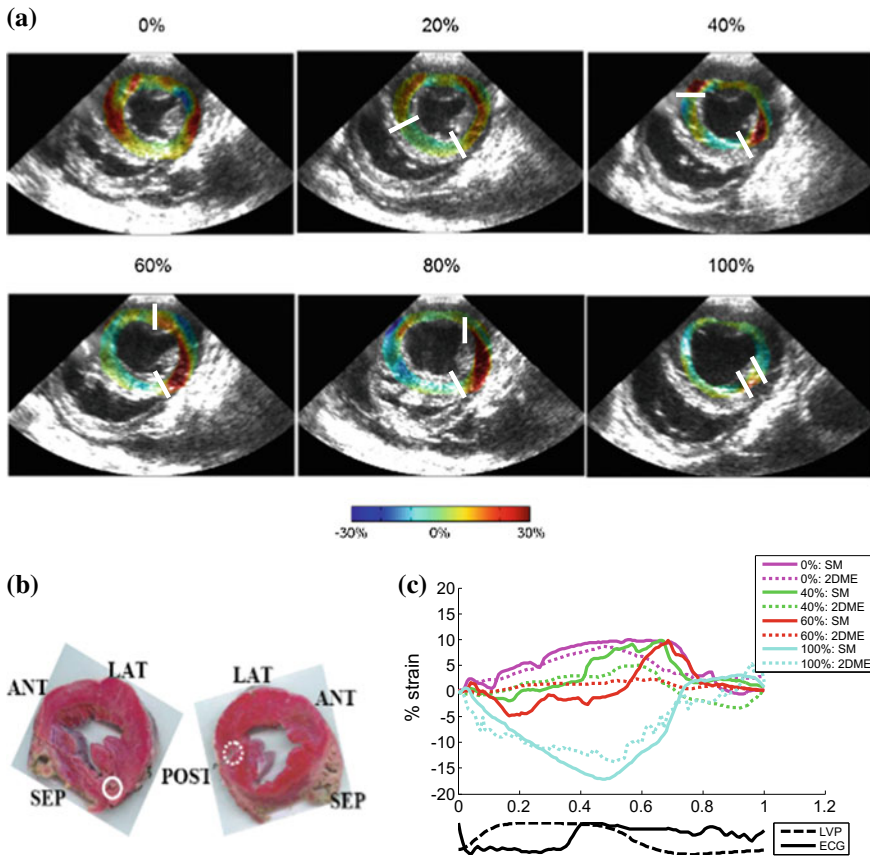 (a)
0% 20% 40%
60% 80% 100%
-30% 0% 30%
(b)
LAT
ANT
SEP
LAT
ANT
POST
SEP
(c)
0%: SM
0%: 2DME
40%: SM
40%: 2DME
60%: SM
60%: 2DME
100%: SM
100%: 2DME
% strain
20
15
10
5
0
-5
-10
-15
-20
0 0.2 0.4 0.6 0.8 1 1.2
LVP
ECG